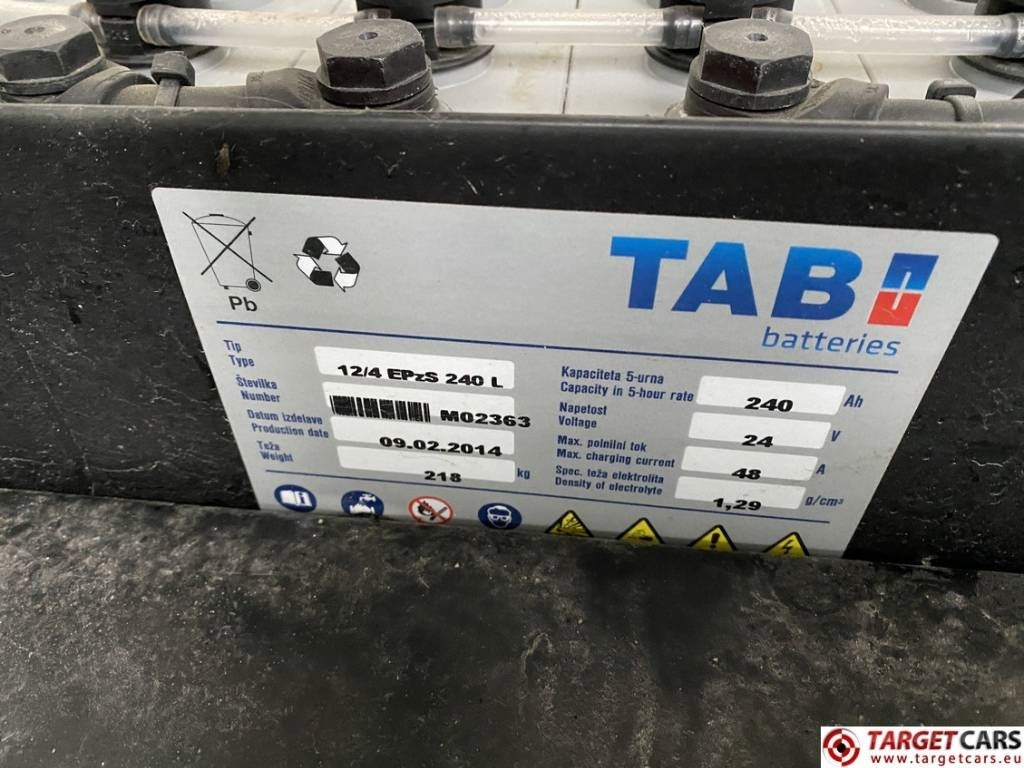 Pb
TAB
batteries
Tip
Type
12/4 EPzS 240 L
Številka
Number
M02363
Datum izdelave
Production date
09.02.2014
Teža
Weight
218 kg
Kapaciteta 5-urna
Capacity in 5-hour rate
240 Ah
Napetost
Voltage
24 V
Max. polnilni tok
Max. charging current
48 A
Spec. teža elektrolita
Density of electrolyte
1,29 g/cm³
TARGETCARS
www.targetcars.eu